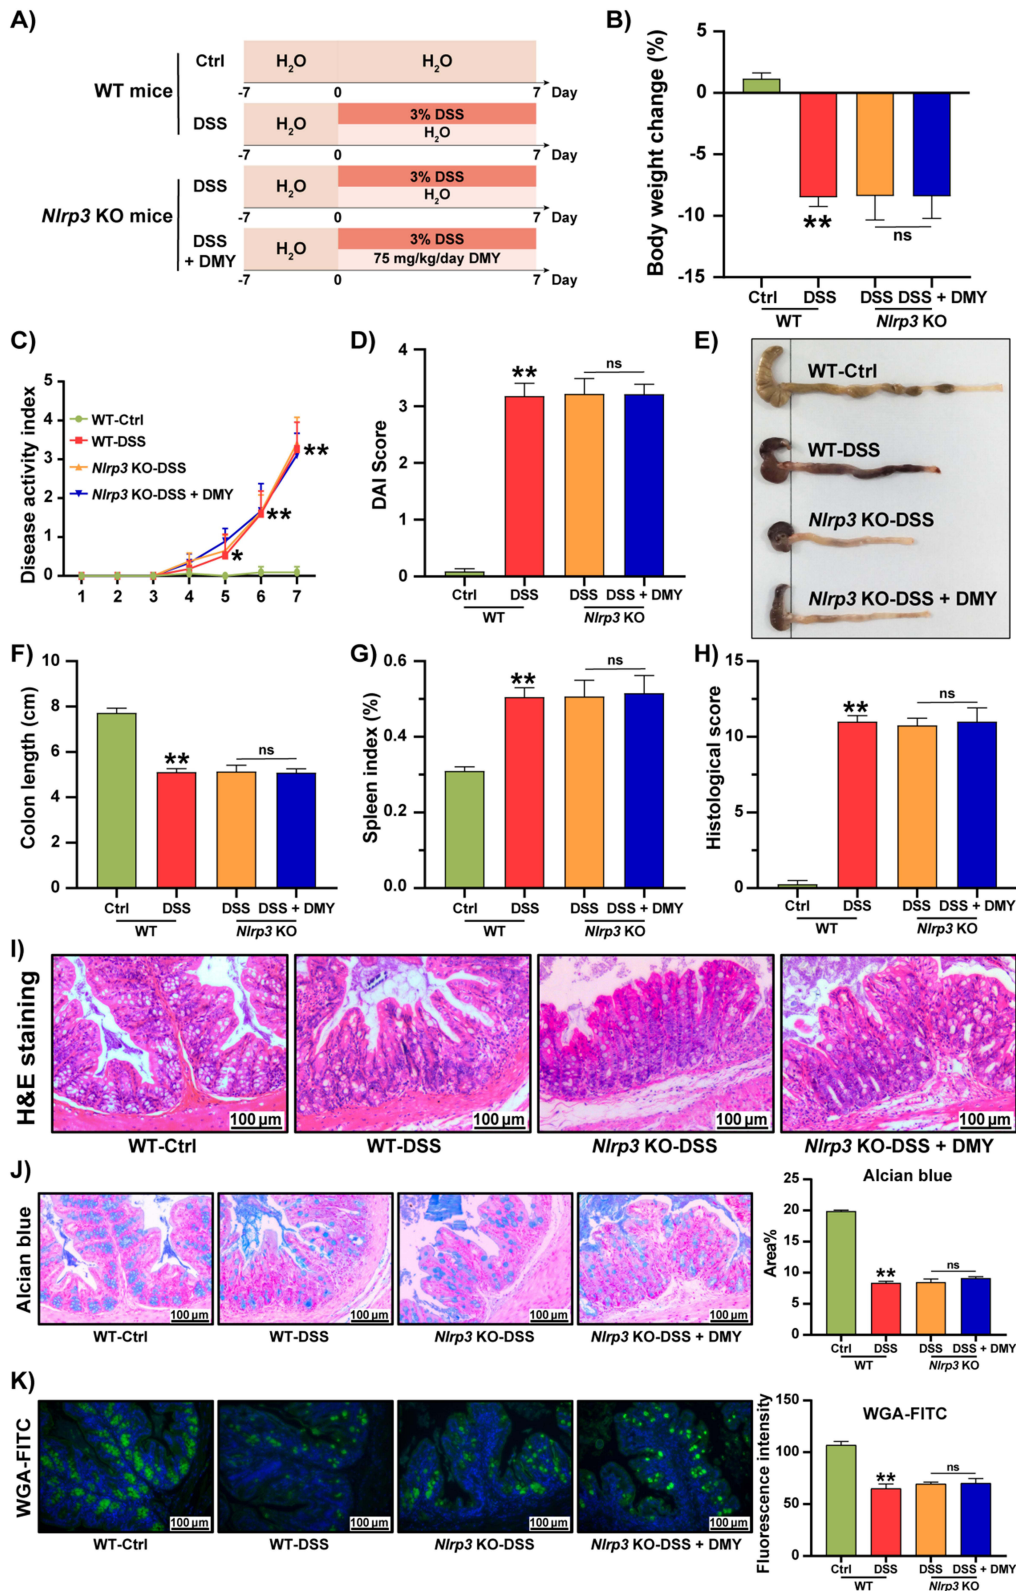 A)
WT mice
Ctrl
H₂O
H₂O
-7
0
7
Day
DSS
H₂O
3% DSS
H₂O
-7
0
7
Day
Nlrp3 KO mice
DSS
H₂O
3% DSS
H₂O
-7
0
7
Day
DSS
+ DMY
H₂O
3% DSS
75 mg/kg/day DMY
-7
0
7
Day
B)
Body weight change (%)
5
0
-5
-10
-15
**
ns
Ctrl DSS DSS DSS + DMY
WT Nlrp3 KO
C)
Disease activity index
5
4
3
2
1
0
WT-Ctrl
WT-DSS
Nlrp3 KO-DSS
Nlrp3 KO-DSS + DMY
*
**
**
1 2 3 4 5 6 7
D)
DAI Score
4
3
2
1
0
**
ns
Ctrl DSS DSS DSS + DMY
WT Nlrp3 KO
E)
WT-Ctrl
WT-DSS
Nlrp3 KO-DSS
Nlrp3 KO-DSS + DMY
F)
Colon length (cm)
10
8
6
4
2
0
**
ns
Ctrl DSS DSS DSS + DMY
WT Nlrp3 KO
G)
Spleen index (%)
0.6
0.4
0.2
0.0
**
ns
Ctrl DSS DSS DSS + DMY
WT Nlrp3 KO
H)
Histological score
15
10
5
0
**
ns
Ctrl DSS DSS DSS + DMY
WT Nlrp3 KO
I)
H&E staining
100 μm
100 μm
100 μm
100 μm
WT-Ctrl
WT-DSS
Nlrp3 KO-DSS
Nlrp3 KO-DSS + DMY
J)
Alcian blue
100 μm
100 μm
100 μm
100 μm
WT-Ctrl
WT-DSS
Nlrp3 KO-DSS
Nlrp3 KO-DSS + DMY
Alcian blue
Area%
25
20
15
10
5
0
**
ns
Ctrl DSS DSS DSS + DMY
WT Nlrp3 KO
K)
WGA-FITC
100 μm
100 μm
100 μm
100 μm
WT-Ctrl
WT-DSS
Nlrp3 KO-DSS
Nlrp3 KO-DSS + DMY
WGA-FITC
Fluorescence intensity
150
100
50
0
**
ns
Ctrl DSS DSS DSS + DMY
WT Nlrp3 KO